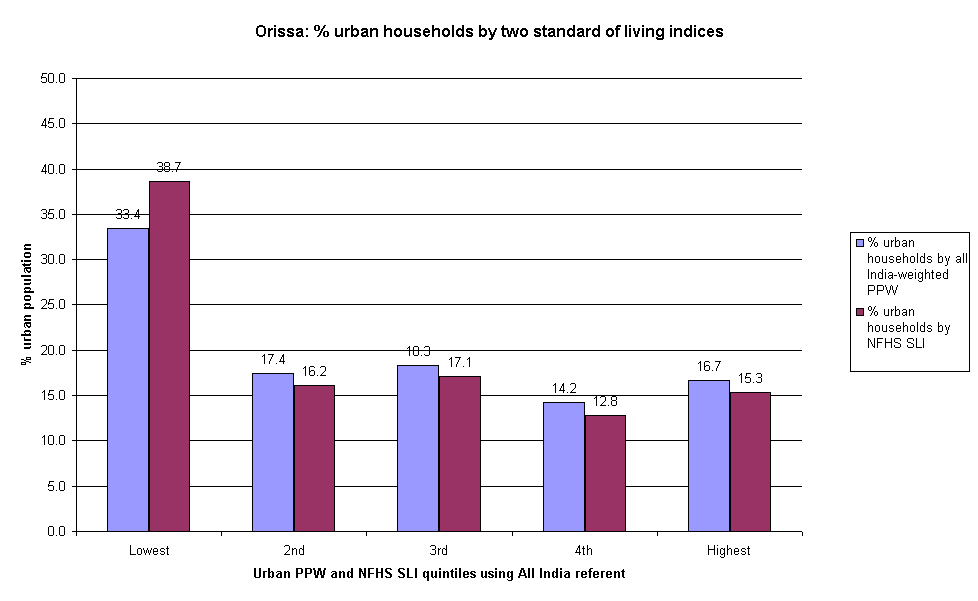 Orissa: % urban households by two standard of living indices
50.0
45.0
40.0
35.0
30.0
25.0
20.0
15.0
10.0
5.0
0.0
% urban population
33.4
38.7
17.4
16.2
18.3
17.1
14.2
12.8
16.7
15.3
Lowest
2nd
3rd
4th
Highest
Urban PPW and NFHS SLI quintiles using All India referent
% urban
households by all
India-weighted
PPW
% urban
households by
NFHS SLI